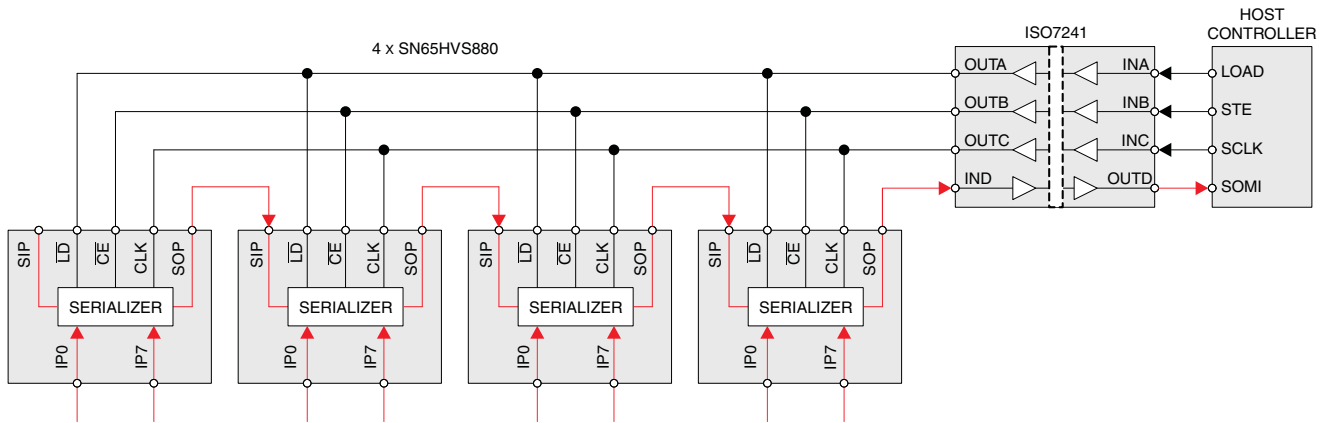 HOST
CONTROLLER
ISO7241
4 x SN65HVS880
OUTA
INA
LOAD
OUTB
INB
STE
OUTC
INC
SCLK
IND
OUTD
SOMI
SIP
LD
CE
CLK
SOP
SIP
LD
CE
CLK
SOP
SIP
LD
CE
CLK
SOP
SIP
LD
CE
CLK
SOP
SERIALIZER
SERIALIZER
SERIALIZER
SERIALIZER
IP0
IP7
IP0
IP7
IP0
IP7
IP0
IP7